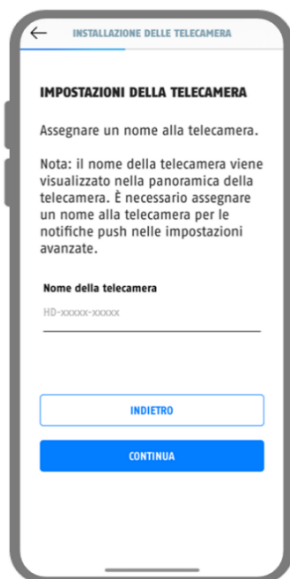 INSTALLAZIONE DELLE TELECAMERA
IMPOSTAZIONI DELLA TELECAMERA
Assegnare un nome alla telecamera.
Nota: il nome della telecamera viene
visualizzato nella panoramica della
telecamera. È necessario assegnare
un nome alla telecamera per le
notifiche push nelle impostazioni
avanzate.
Nome della telecamera
HD-xxxxx-xxxxx
INDIETRO
CONTINUA